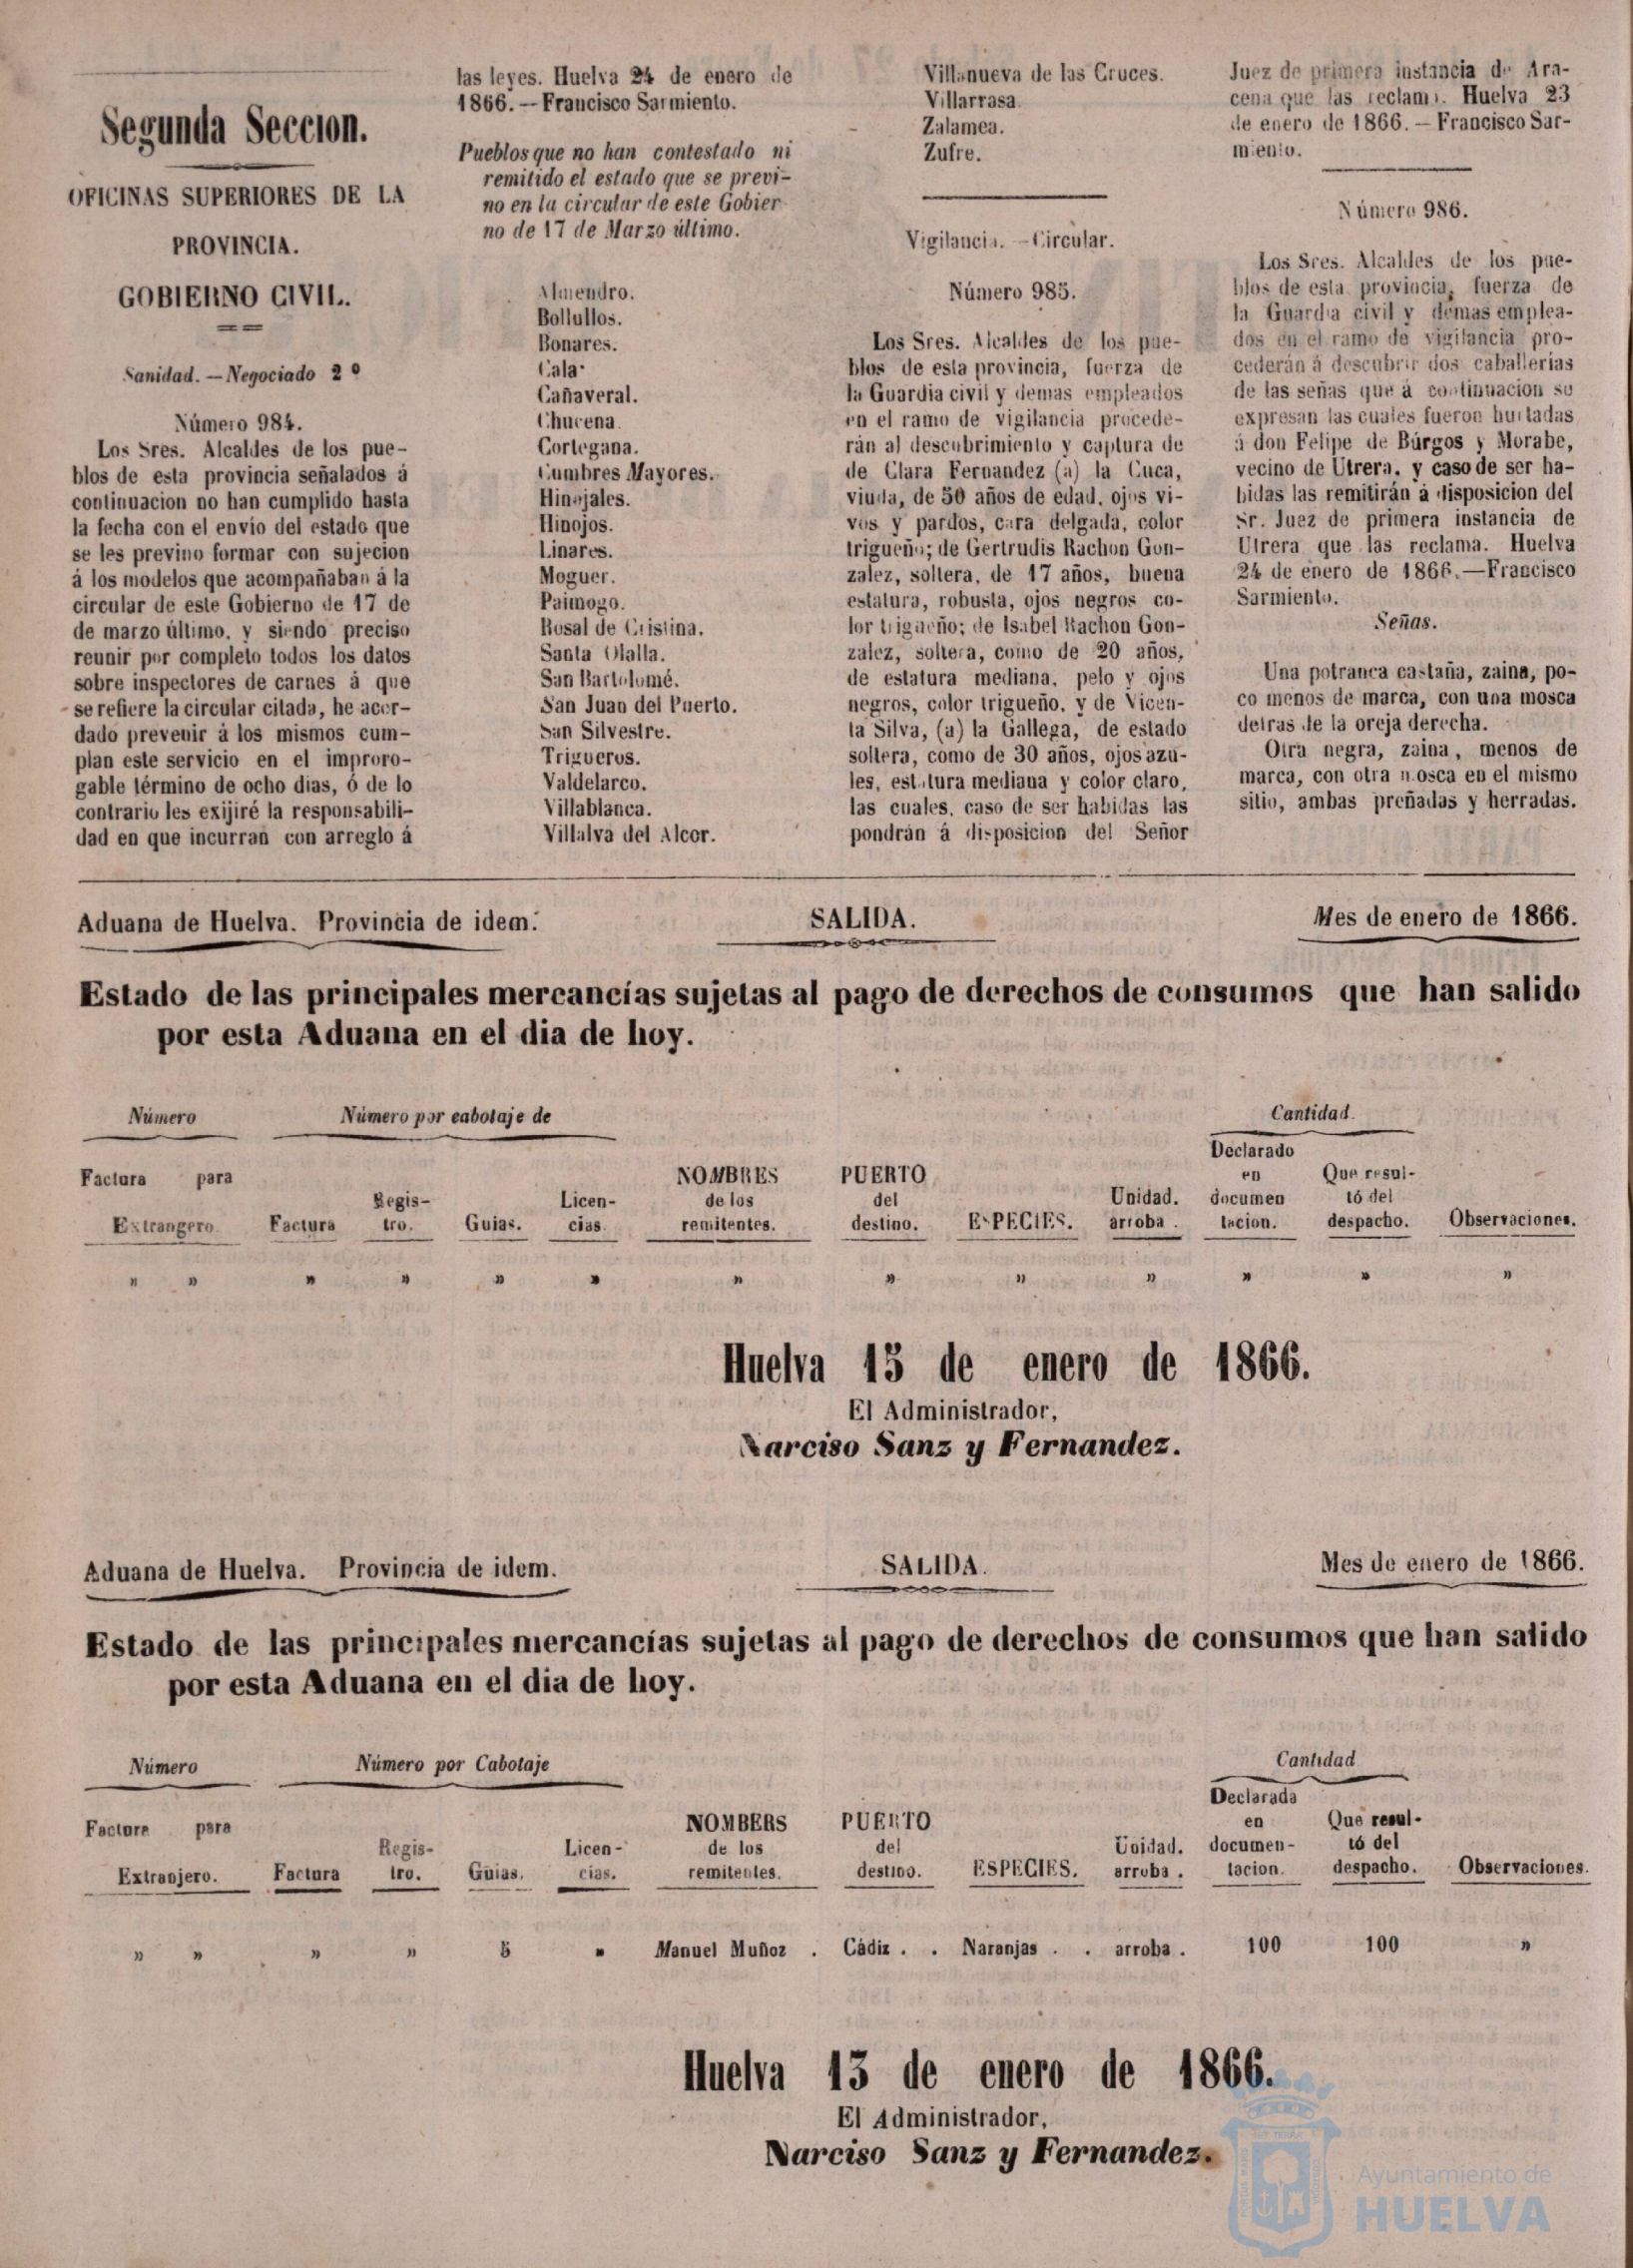 Segunda Seccion.
OFICINAS SUPERIORES DE LA
PROVINCIA.
GOBIERNO CIVIL.
Sanidad. — Negociado 2º
Número 984.
Los Sres. Alcaldes de los pue-
blos de esta provincia señalados á
continuacion no han cumplido hasta
la fecha con el envio del estado que
se les previno formar con sujecion
á los modelos que acompañaban á la
circular de este Gobierno de 17 de
de marzo último, y siendo preciso
reunir por completo todos los datos
sobre inspectores de carnes á que
se refiere la circular citada, he acor-
dado prevenir á los mismos cum-
plan este servicio en el improro-
gable término de ocho dias, ó de lo
contrario les exijiré la responsabili-
dad en que incurran con arreglo á
las leyes. Huelva 24 de enero de
1866. — Francisco Sarmiento.
Pueblos que no han contestado ni
remitido el estado que se previ-
no en la circular de este Gobier
no de 17 de Marzo último.
Almendro.
Bollullos.
Bonares.
Cala
Cañaveral.
Chucena.
Cortegana.
Cumbres Mayores.
Hinojales.
Hinojos.
Linares.
Moguer.
Paimogo.
Rosal de Cristina.
Santa Olalla.
San Bartolomé.
San Juan del Puerto.
San Silvestre.
Trigueros.
Valdelarco.
Villablanca.
Villalva del Alcor.
Villanueva de las Cruces.
Villarrasa.
Zalamea.
Zufre.
Vigilancia. — Circular.
Número 985.
Los Sres. Alcaldes de los pue-
blos de esta provincia, fuerza de
la Guardia civil y demas empleados
en el ramo de vigilancia procede-
rán al descubrimiento y captura de
de Clara Fernandez (a) la Cuca,
viuda, de 50 años de edad, ojos vi-
vos y pardos, cara delgada, color
trigueño; de Gertrudis Rachon Gon-
zalez, soltera, de 17 años, buena
estatura, robusta, ojos negros co-
lor trigueño; de Isabel Rachon Gon-
zalez, soltera, como de 20 años,
de estatura mediana, pelo y ojos
negros, color trigueño, y de Vicen-
ta Silva, (a) la Gallega, de estado
soltera, como de 30 años, ojos azu-
les, estatura mediana y color claro,
las cuales, caso de ser habidas las
pondrán á disposicion del Señor
Juez de primera instancia de Ara-
cena que las reclama. Huelva 23
de enero de 1866. — Francisco Sar-
miento.
Número 986.
Los Sres. Alcaldes de los pue-
blos de esta provincia, fuerza de
la Guardia civil y demas emplea-
dos en el ramo de vigilancia pro-
cederán á descubrir dos caballerias
de las señas que á continuacion se
expresan las cuales fueron hurtadas
á don Felipe de Búrgos y Morabe,
vecino de Utrera, y caso de ser ha-
bidas las remitirán á disposicion del
Sr. Juez de primera instancia de
Utrera que las reclama. Huelva
24 de enero de 1866.—Francisco
Sarmiento.
Señas.
Una potranca castaña, zaina, po-
co menos de marca, con una mosca
detras de la oreja derecha.
Otra negra, zaina, menos de
marca, con otra mosca en el mismo
sitio, ambas preñadas y herradas.
Aduana de Huelva. Provincia de idem. SALIDA. Mes de enero de 1866.
Estado de las principales mercancías sujetas al pago de derechos de consumos que han salido
por esta Aduana en el dia de hoy.
Número Número por cabotaje de Cantidad.
Declarado
Factura para NOMBRES PUERTO en Que resul-
Regis- Licen- de los del Unidad. documen tó del
Extrangero Factura tro. Guias. cias. remitentes. destino. ESPECIES. arroba . tacion. despacho. Observaciones.
» » » » » » » » » » » » »
Huelva 15 de enero de 1866.
El Administrador,
Narciso Sanz y Fernandez.
Aduana de Huelva. Provincia de idem. SALIDA. Mes de enero de 1866.
Estado de las principales mercancías sujetas al pago de derechos de consumos que han salido
por esta Aduana en el dia de hoy.
Número Número por Cabotaje Cantidad
Declarada
Factura para NOMBERS PUERTO en Que resul-
Regis- Licen- de los del Unidad. documen- tó del
Extranjero. Factura tro. Guias. cias. remitentes. destino. ESPECIES. arroba . tacion. despacho. Observaciones.
» » » » 5 » Manuel Muñoz . Cádiz . . Naranjas . . arroba . 100 100 »
Huelva 13 de enero de 1866.
El Administrador,
Narciso Sanz y Fernandez.
Ayuntamiento de
HUELVA